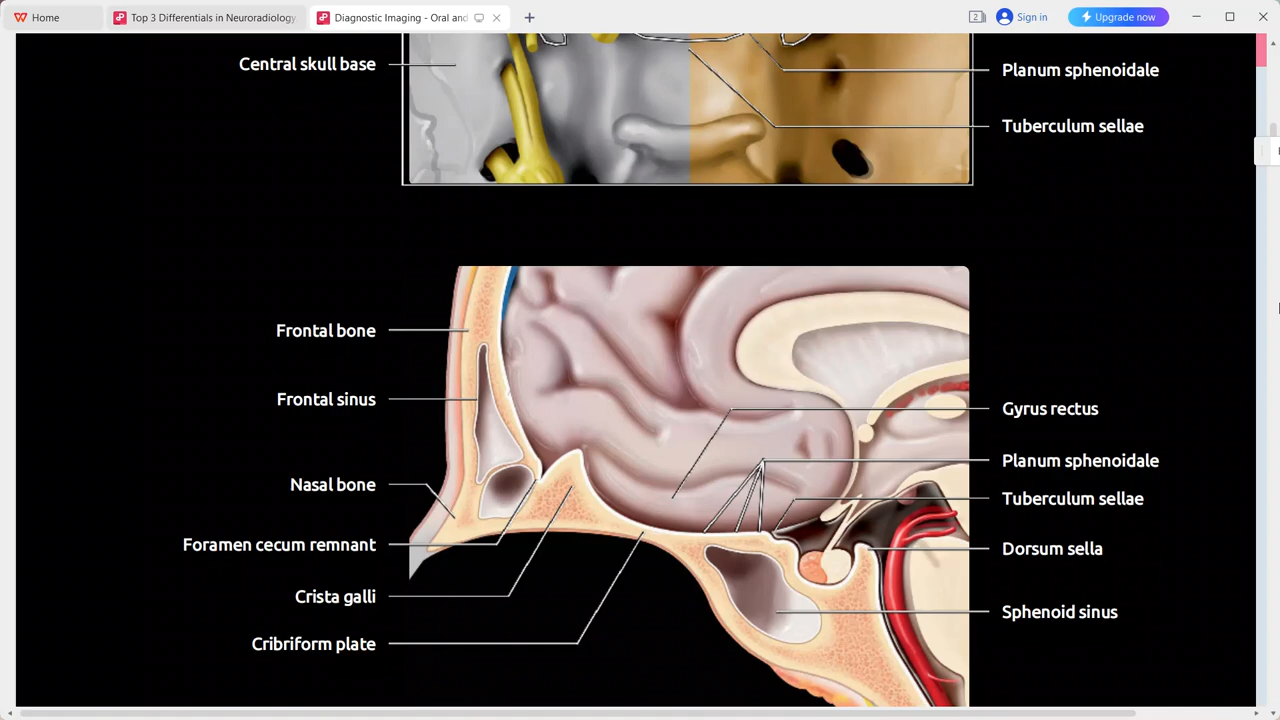 Home
Top 3 Differentials in Neuroradiology.
Diagnostic Imaging - Oral and
2
Sign in
Upgrade now
Central skull base
Planum sphenoidale
Tuberculum sellae
Frontal bone
Frontal sinus
Gyrus rectus
Planum sphenoidale
Nasal bone
Tuberculum sellae
Foramen cecum remnant
Dorsum sella
Crista galli
Sphenoid sinus
Cribriform plate